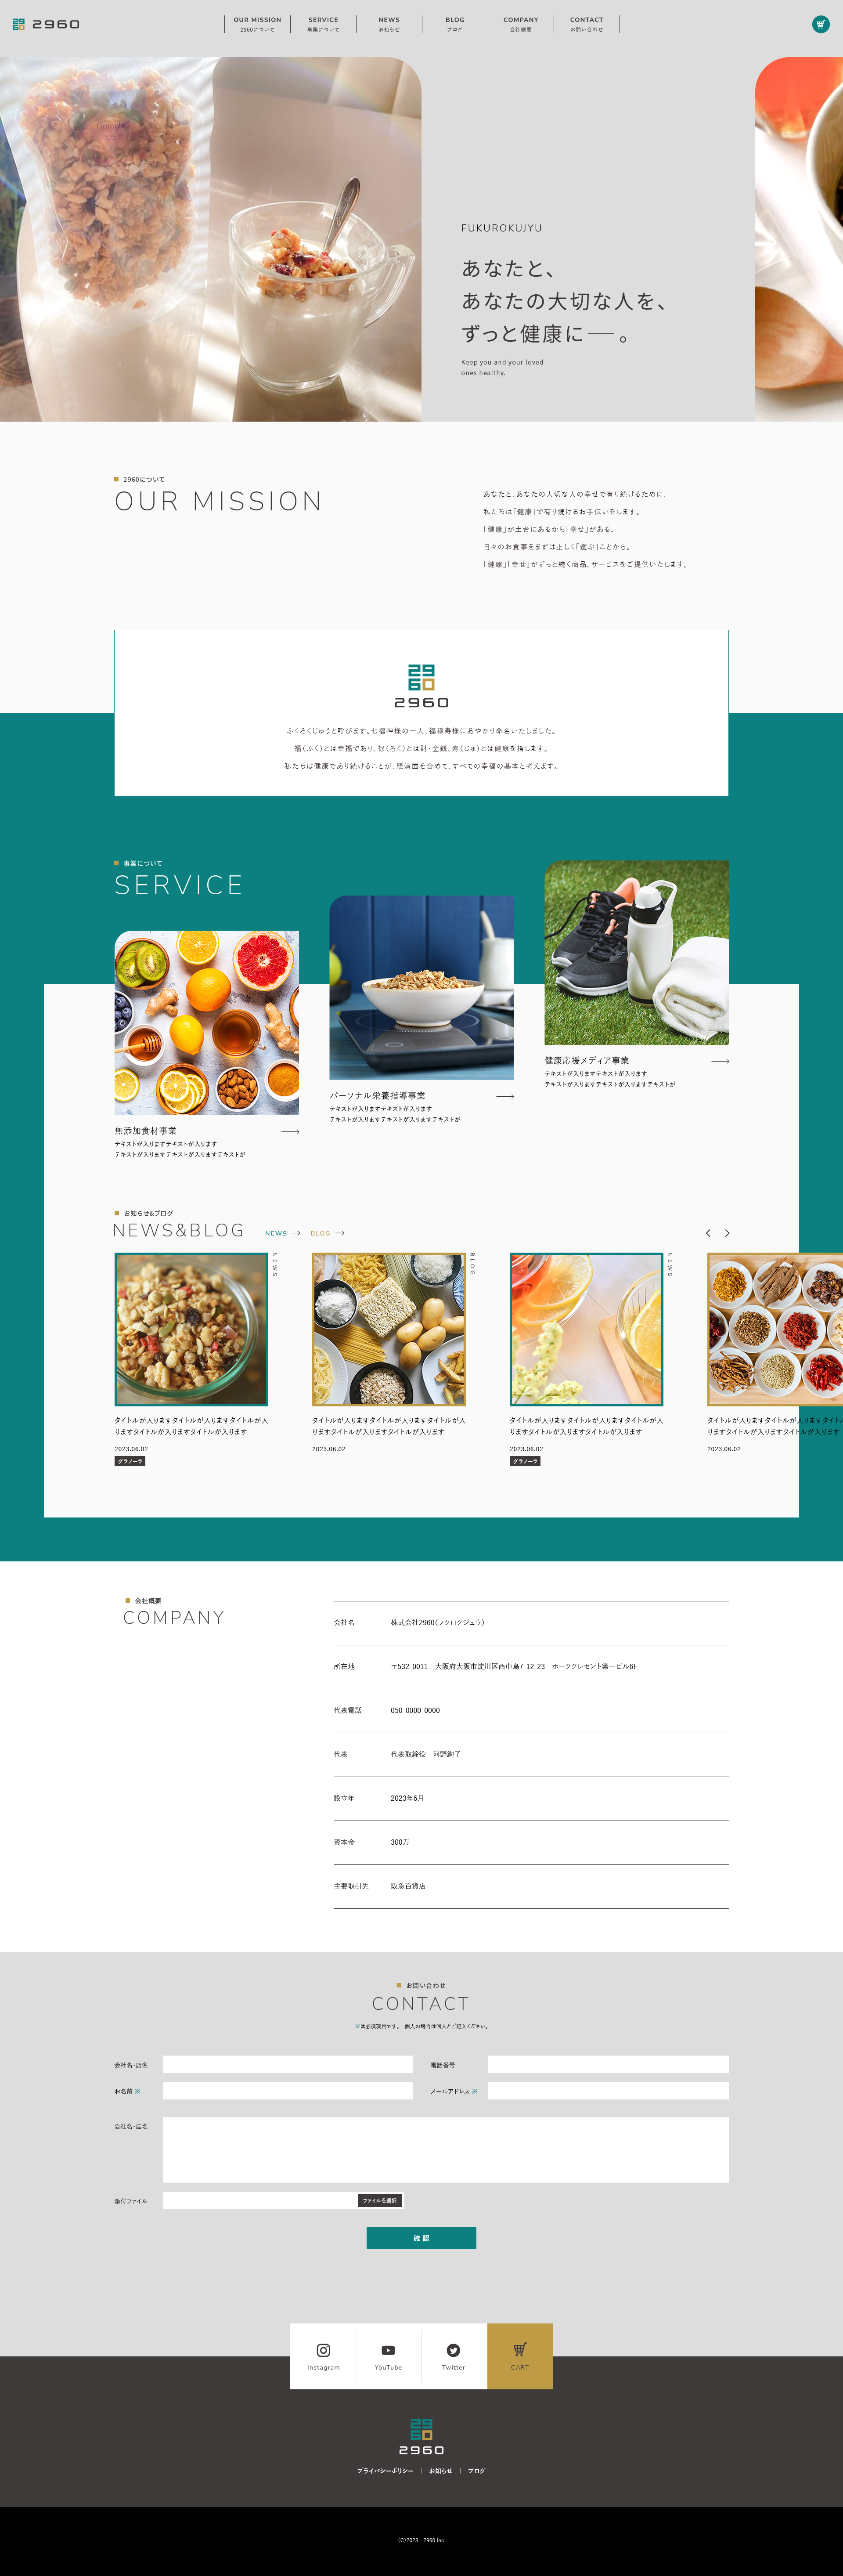 2960
OUR MISSION
2960について
SERVICE
事業について
NEWS
お知らせ
BLOG
ブログ
COMPANY
会社概要
CONTACT
お問い合わせ
FUKUROKUJYU
あなたと、
あなたの大切な人を、
ずっと健康に──。
Keep you and your loved
ones healthy.
2960について
OUR MISSION
あなたと、あなたの大切な人の幸せで有り続けるために、
私たちは「健康」で有り続けるお手伝いをします。
「健康」が土台にあるから「幸せ」がある。
日々のお食事をまずは正しく「選ぶ」ことから。
「健康」「幸せ」がずっと続く商品、サービスをご提供いたします。
2960
2960
ふくろくじゅうと呼びます。七福神様の一人、福禄寿様にあやかり命名いたしました。
福(ふく)とは幸福であり、禄(ろく)とは財・金銭、寿(じゅ)とは健康を指します。
私たちは健康であり続けることが、経済面を含めて、すべての幸福の基本と考えます。
事業について
SERVICE
無添加食材事業
テキストが入りますテキストが入ります
テキストが入りますテキストが入りますテキストが
パーソナル栄養指導事業
テキストが入りますテキストが入ります
テキストが入りますテキストが入りますテキストが
健康応援メディア事業
テキストが入りますテキストが入ります
テキストが入りますテキストが入りますテキストが
お知らせ&ブログ
NEWS&BLOG
NEWS
BLOG
NEWS
タイトルが入りますタイトルが入りますタイトルが入
りますタイトルが入りますタイトルが入ります
2023.06.02
グラノーラ
BLOG
タイトルが入りますタイトルが入りますタイトルが入
りますタイトルが入りますタイトルが入ります
2023.06.02
NEWS
タイトルが入りますタイトルが入りますタイトルが入
りますタイトルが入りますタイトルが入ります
2023.06.02
グラノーラ
タイトルが入りますタイトルが入りますタイトル
りますタイトルが入りますタイトルが入ります
2023.06.02
会社概要
COMPANY
会社名 株式会社2960(フクロクジュウ)
所在地 〒532-0011 大阪府大阪市淀川区西中島7-12-23 ホーククレセント第一ビル6F
代表電話 050-0000-0000
代表 代表取締役 河野絢子
設立年 2023年6月
資本金 300万
主要取引先 阪急百貨店
お問い合わせ
CONTACT
※は必須項目です。 個人の場合は個人とご記入ください。
会社名・店名
電話番号
お名前 ※
メールアドレス ※
会社名・店名
添付ファイル
ファイルを選択
確認
Instagram
YouTube
Twitter
CART
2960
2960
プライバシーポリシー | お知らせ | ブログ
(C)2023 2960 Inc.